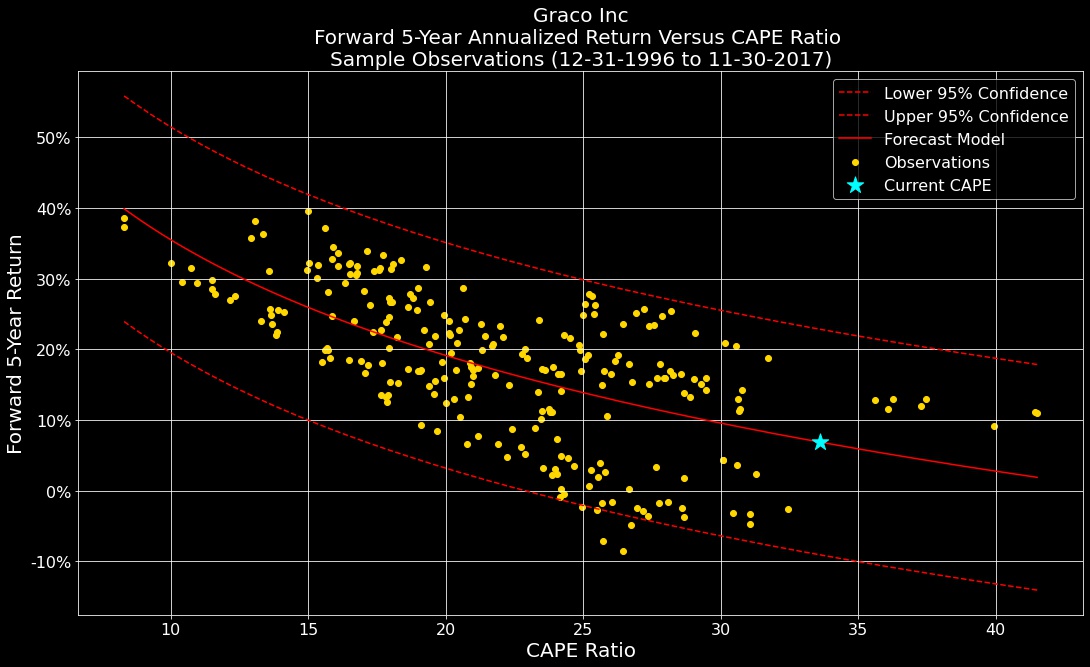 Graco Inc
Forward 5-Year Annualized Return Versus CAPE Ratio
Sample Observations (12-31-1996 to 11-30-2017)
Lower 95% Confidence
Upper 95% Confidence
Forecast Model
Observations
Current CAPE
Forward 5-Year Return
50%
40%
30%
20%
10%
0%
-10%
10 15 20 25 30 35 40
CAPE Ratio